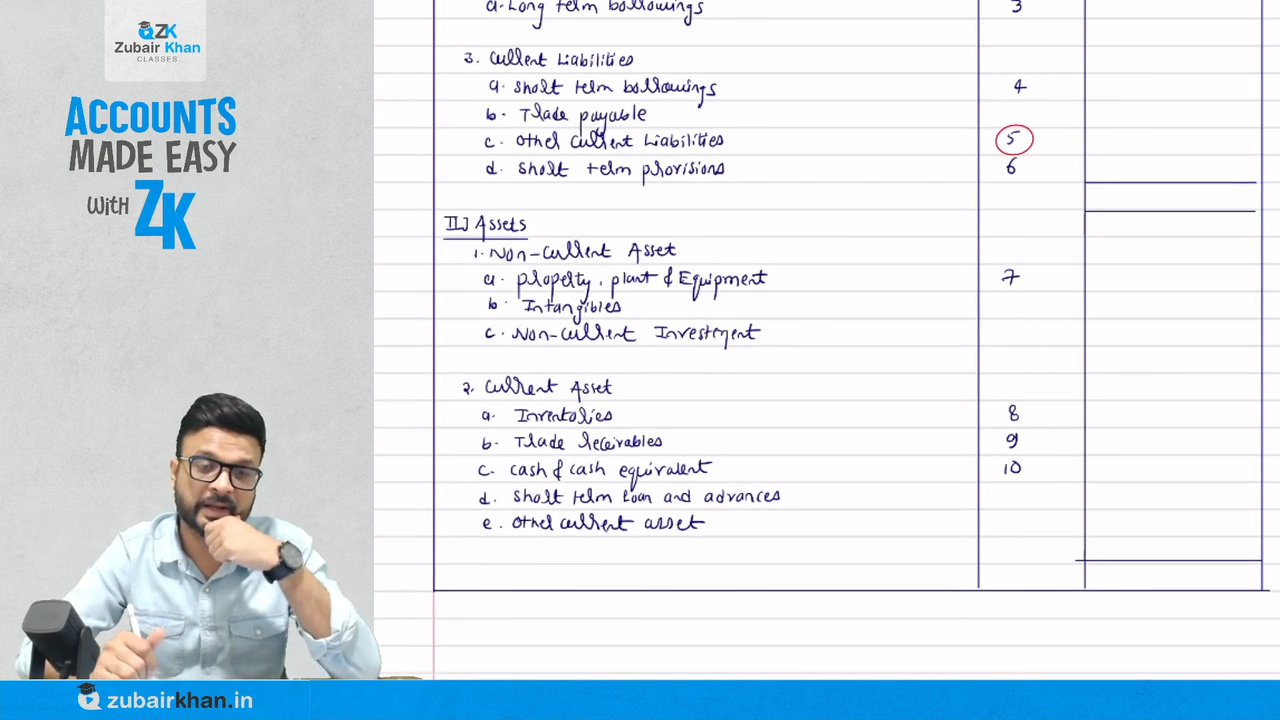 ZK
Zubair Khan
CLASSES
ACCOUNTS
MADE EASY
with ZK
a. Long term borrowings 3
3. Current Liabilities
a. Short term borrowings 4
b. Trade payable
c. Other Current Liabilities 5
d. Short term provisions 6
II] Assets
1. Non-Current Asset
a. Property, plant & Equipment 7
b. Intangibles
c. Non-current Investment
2. Current Asset
a. Inventories 8
b. Trade receivables 9
c. cash & cash equivalent 10
d. Short term Loan and advances
e. Other current asset
zubairkhan.in